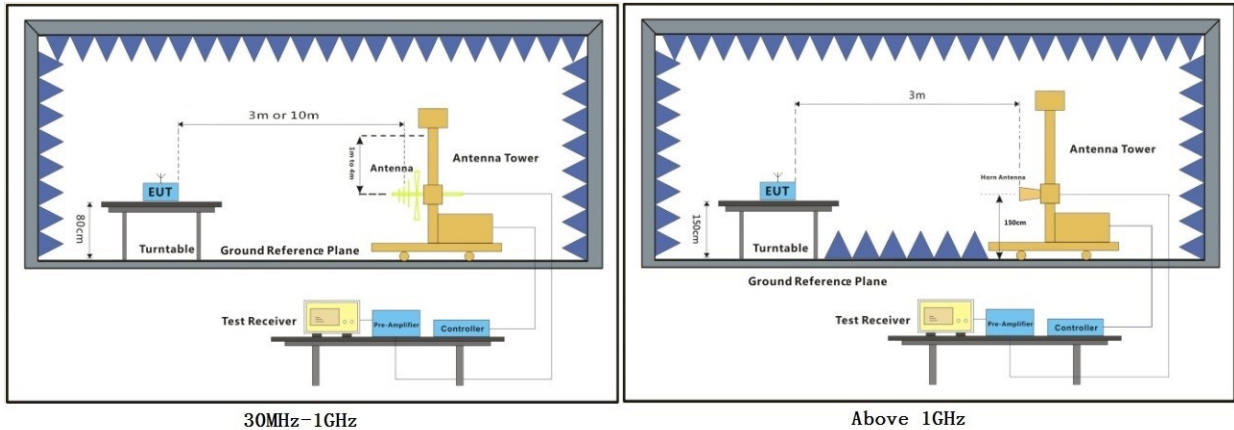 3m or 10m
1m to 4m
Antenna
Antenna Tower
EUT
80cm
Turntable
Ground Reference Plane
Test Receiver
Pre-Amplifier
Controller
30MHz-1GHz
3m
Antenna Tower
Horn Antenna
EUT
150cm
150cm
Turntable
Ground Reference Plane
Test Receiver
Pre-Amplifier
Controller
Above 1GHz